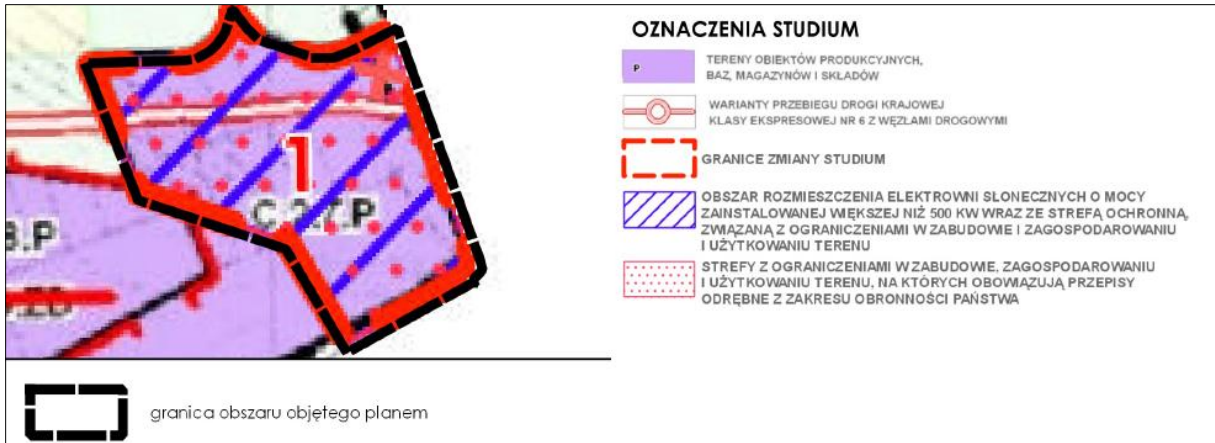 OZNACZENIA STUDIUM
P
TERENY OBIEKTÓW PRODUKCYJNYCH,
BAZ, MAGAZYNÓW I SKŁADÓW
WARIANTY PRZEBIEGU DROGI KRAJOWEJ
KLASY EKSPRESOWEJ NR 6 Z WĘZŁAMI DROGOWYMI
GRANICE ZMIANY STUDIUM
OBSZAR ROZMIESZCZENIA ELEKTROWNI SŁONECZNYCH O MOCY
ZAINSTALOWANEJ WIĘKSZEJ NIŻ 500 KW WRAZ ZE STREFĄ OCHRONNĄ,
ZWIĄZANĄ Z OGRANICZENIAMI W ZABUDOWIE I ZAGOSPODAROWANIU
I UŻYTKOWANIU TERENU
STREFY Z OGRANICZENIAMI W ZABUDOWIE, ZAGOSPODAROWANIU
I UŻYTKOWANIU TERENU, NA KTÓRYCH OBOWIĄZUJĄ PRZEPISY
ODRĘBNE Z ZAKRESU OBRONNOŚCI PAŃSTWA
1
granica obszaru objętego planem